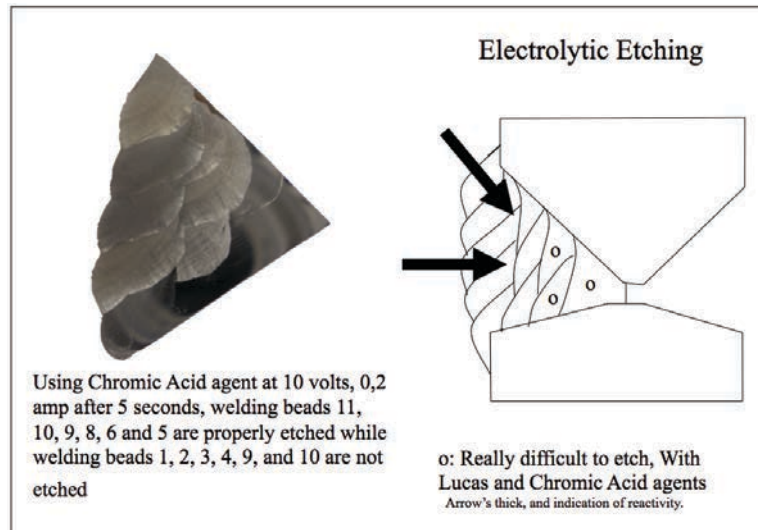 Electrolytic Etching
Using Chromic Acid agent at 10 volts, 0,2
amp after 5 seconds, welding beads 11,
10, 9, 8, 6 and 5 are properly etched while
welding beads 1, 2, 3, 4, 9, and 10 are not
etched
o
o
o
o: Really difficult to etch, With
Lucas and Chromic Acid agents
Arrow's thick, and indication of reactivity.